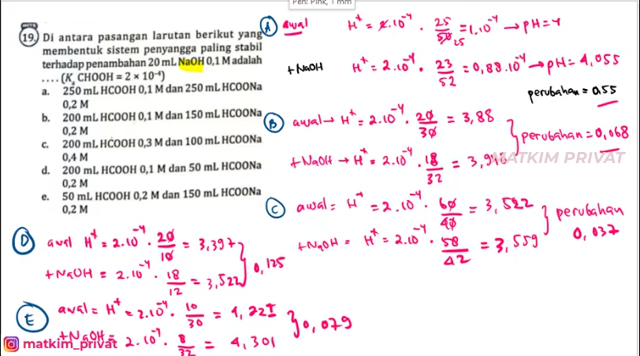 Pen: Pink, 1 mm
19. Di antara pasangan larutan berikut yang
membentuk sistem penyangga paling stabil
terhadap penambahan 20 mL NaOH 0,1 M adalah
.... (Ka CHOOH = 2 × 10⁻⁴)
a. 250 mL HCOOH 0,1 M dan 250 mL HCOONa
0,2 M
b. 200 mL HCOOH 0,1 M dan 150 mL HCOONa
0,2 M
c. 200 mL HCOOH 0,3 M dan 100 mL HCOONa
0,4 M
d. 200 mL HCOOH 0,1 M dan 50 mL HCOONa
0,2 M
e. 50 mL HCOOH 0,2 M dan 150 mL HCOONa
0,2 M
A awal H⁺ = 2.10⁻⁴ . 25/50 25 = 1.10⁻⁴ → pH = 4
+NaOH H⁺ = 2.10⁻⁴ . 23/52 = 0,88.10⁻⁴ → pH = 4,055
perubahan = 0,55
B awal → H⁺ = 2.10⁻⁴ . 20/30 = 3,88
+NaOH → H⁺ = 2.10⁻⁴ . 18/32 = 3,948
perubahan = 0,068
MATKIM PRIVAT
C awal = H⁺ = 2.10⁻⁴ . 60/40 = 3,522
+NaOH = H⁺ = 2.10⁻⁴ . 58/42 = 3,559
perubahan
0,037
D awal H⁺ = 2.10⁻⁴ . 20/10 = 3,397
+NaOH = 2.10⁻⁴ . 18/12 = 3,522
0,125
E awal = H⁺ = 2.10⁻⁴ . 10/30 = 4,221
+NaOH = 2.10⁻⁴ . 8/32 = 4,301
0,079
matkim_privat